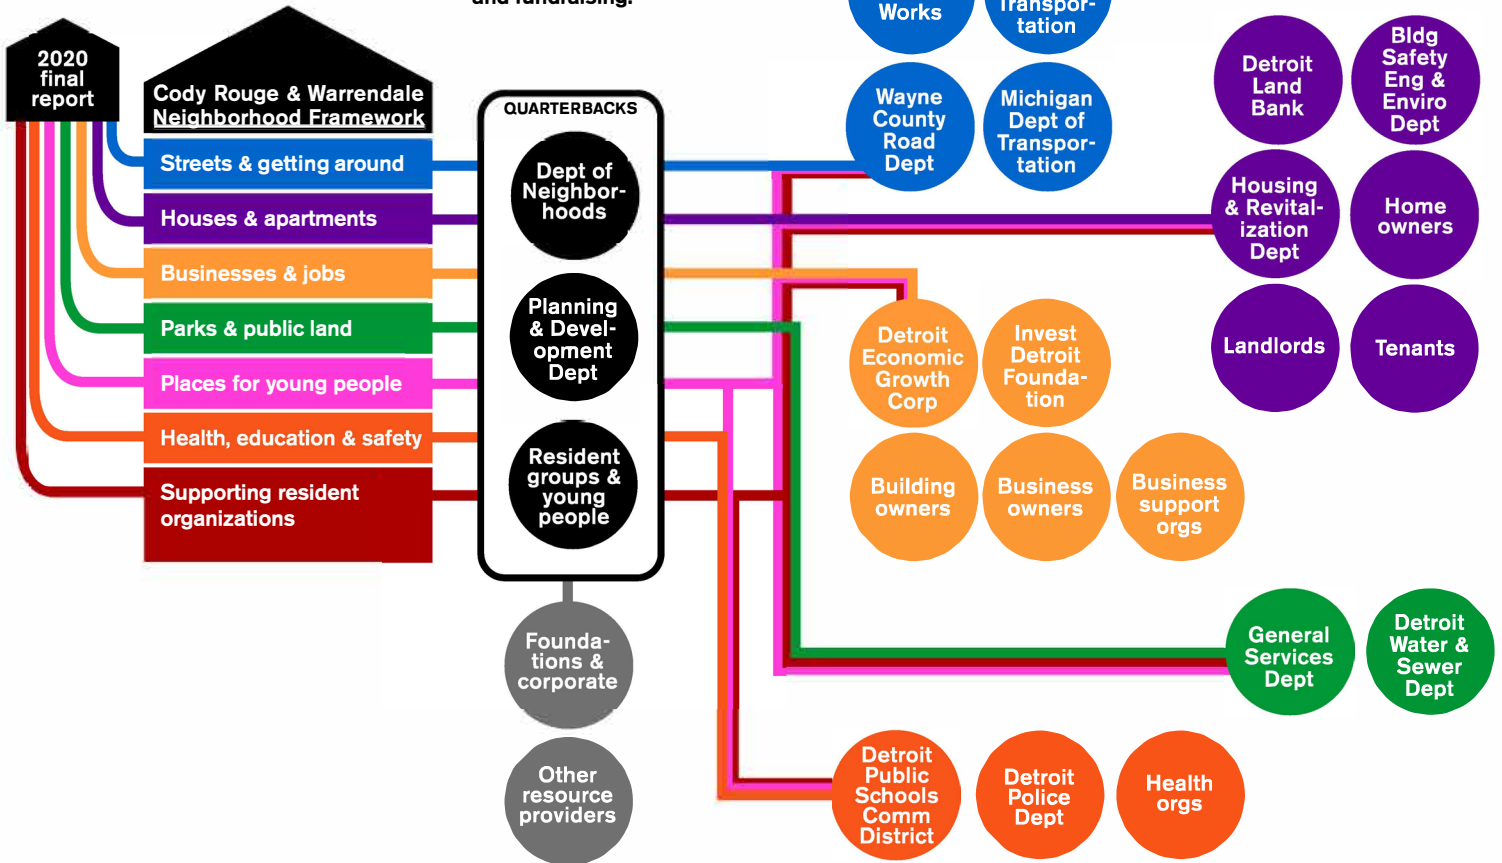 and fundraising.
2020
final
report
Cody Rouge & Warrendale
Neighborhood Framework
Streets & getting around
Houses & apartments
Businesses & jobs
Parks & public land
Places for young people
Health, education & safety
Supporting resident
organizations
QUARTERBACKS
Dept of
Neighbor-
hoods
Planning
& Devel-
opment
Dept
Resident
groups &
young
people
Founda-
tions &
corporate
Other
resource
providers
Works
Transpor-
tation
Wayne
County
Road
Dept
Michigan
Dept of
Transpor-
tation
Detroit
Land
Bank
Bldg
Safety
Eng &
Enviro
Dept
Housing
& Revital-
ization
Dept
Home
owners
Landlords
Tenants
Detroit
Economic
Growth
Corp
Invest
Detroit
Founda-
tion
Building
owners
Business
owners
Business
support
orgs
General
Services
Dept
Detroit
Water &
Sewer
Dept
Detroit
Public
Schools
Comm
District
Detroit
Police
Dept
Health
orgs